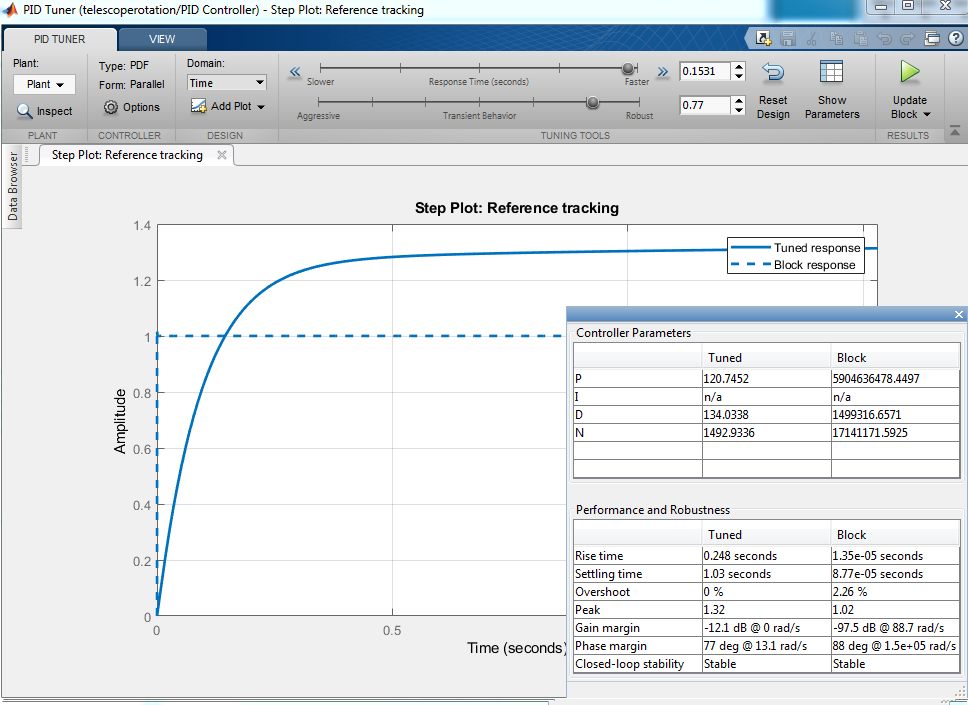 PID Tuner (telescoperotation/PID Controller) - Step Plot: Reference tracking
PID TUNER
VIEW
Plant:
Plant
Inspect
PLANT
Type: PDF
Form: Parallel
Options
CONTROLLER
Domain:
Time
Add Plot
DESIGN
Slower
Response Time (seconds)
Faster
0.1531
Aggressive
Transient Behavior
Robust
0.77
TUNING TOOLS
Reset
Design
Show
Parameters
Update
Block
RESULTS
Data Browser
Step Plot: Reference tracking
Step Plot: Reference tracking
Tuned response
Block response
1.4
1.2
1
0.8
0.6
0.4
0.2
0
Amplitude
0
0.5
Time (seconds)
Controller Parameters
Tuned Block
P 120.7452 5904636478.4497
I n/a n/a
D 134.0338 1499316.6571
N 1492.9336 17141171.5925
Performance and Robustness
Tuned Block
Rise time 0.248 seconds 1.35e-05 seconds
Settling time 1.03 seconds 8.77e-05 seconds
Overshoot 0 % 2.26 %
Peak 1.32 1.02
Gain margin -12.1 dB @ 0 rad/s -97.5 dB @ 88.7 rad/s
Phase margin 77 deg @ 13.1 rad/s 88 deg @ 1.5e+05 rad/s
Closed-loop stability Stable Stable